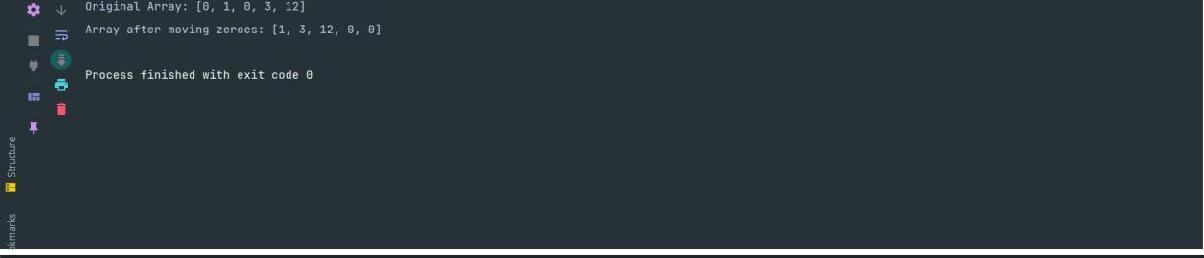 Original Array: [0, 1, 0, 3, 12]
Array after moving zeroes: [1, 3, 12, 0, 0]
Process finished with exit code 0
Structure
kmarks